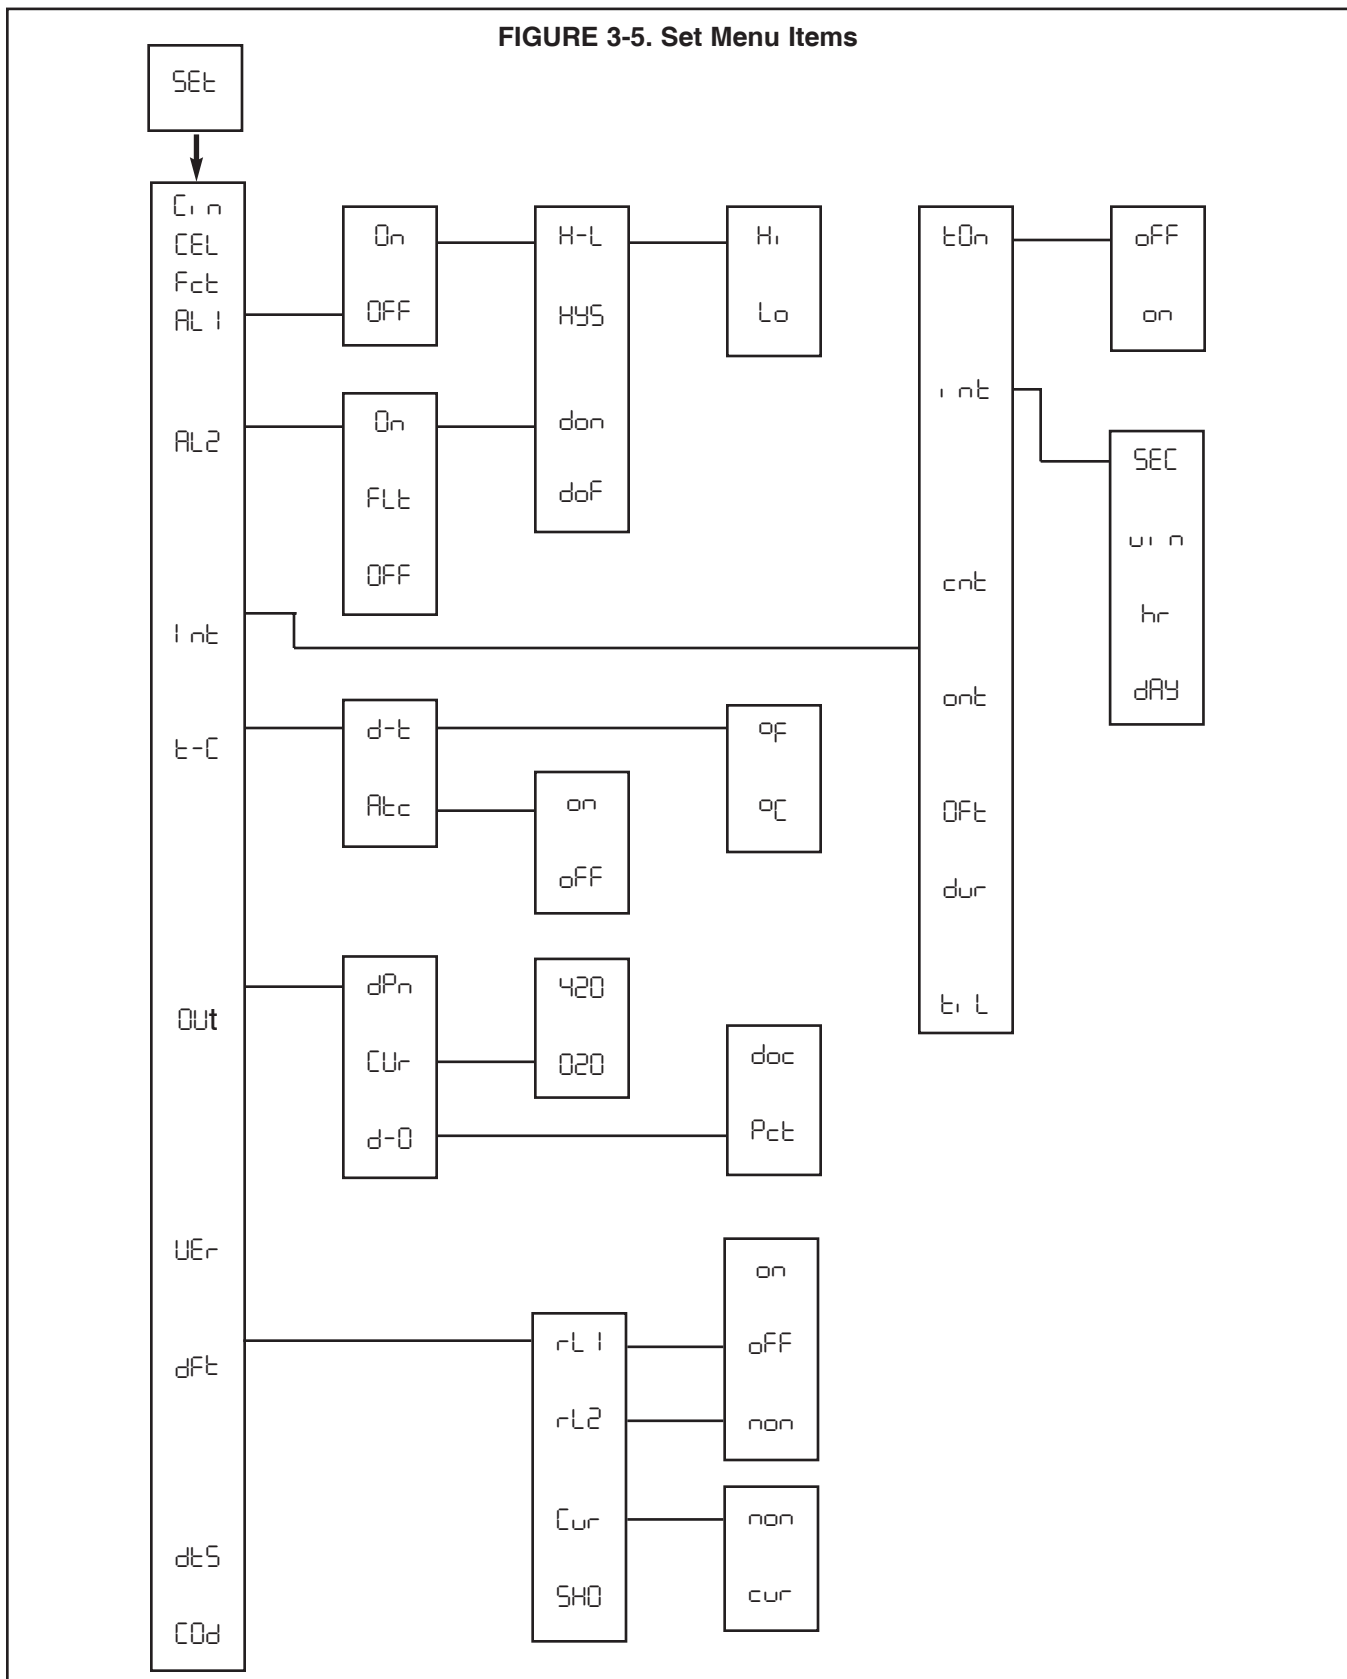 FIGURE 3-5. Set Menu Items
SEt
Cin
CEL
Fct
AL1
AL2
Int
t-C
OUt
VEr
dFt
dtS
COd
On
OFF
On
FLt
OFF
H-L
HYS
don
doF
Hi
Lo
tOn
int
cnt
ont
OFt
dur
tiL
oFF
on
SEC
uin
hr
dAY
d-t
Atc
on
oFF
oF
oC
dPn
CUr
d-O
420
020
doc
Pct
rL1
rL2
Cur
SHO
on
oFF
non
non
cur